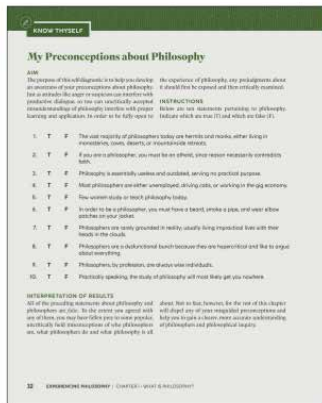 KNOW THYSELF
My Preconceptions about Philosophy
AIM
The purpose of this self-diagnostic is to help you develop
an awareness of your preconceptions about philosophy.
Just as attitudes like anger or suspicion can interfere with
productive dialogue, so too can uncritically accepted
misunderstandings of philosophy interfere with proper
learning and application. In order to be fully open to
the experience of philosophy, any prejudgments about
it should first be exposed and then critically examined.
INSTRUCTIONS
Below are ten statements pertaining to philosophy.
Indicate which are true (T) and which are false (F).
1. T F The vast majority of philosophers today are hermits and monks, either living in
monasteries, caves, deserts, or mountainside retreats.
2. T F If you are a philosopher, you must be an atheist, since reason necessarily contradicts
faith.
3. T F Philosophy is essentially useless and outdated, serving no practical purpose.
4. T F Most philosophers are either unemployed, driving cabs, or working in the gig economy.
5. T F Few women study or teach philosophy today.
6. T F In order to be a philosopher, you must have a beard, smoke a pipe, and wear elbow
patches on your jacket.
7. T F Philosophers are rarely grounded in reality, usually living impractical lives with their
heads in the clouds.
8. T F Philosophers are a dysfunctional bunch because they are hypercritical and like to argue
about everything.
9. T F Philosophers, by profession, are always wise individuals.
10. T F Practically speaking, the study of philosophy will most likely get you nowhere.
INTERPRETATION OF RESULTS
All of the preceding statements about philosophy and
philosophers are false. To the extent you agreed with
any of them, you may have fallen prey to some popular,
uncritically held misconceptions of who philosophers
are, what philosophers do and what philosophy is all
about. Not to fear, however, for the rest of this chapter
will dispel any of your misguided preconceptions and
help you to gain a clearer, more accurate understanding
of philosophers and philosophical inquiry.
32 EXPERIENCING PHILOSOPHY | CHAPTER 1 – WHAT IS PHILOSOPHY?